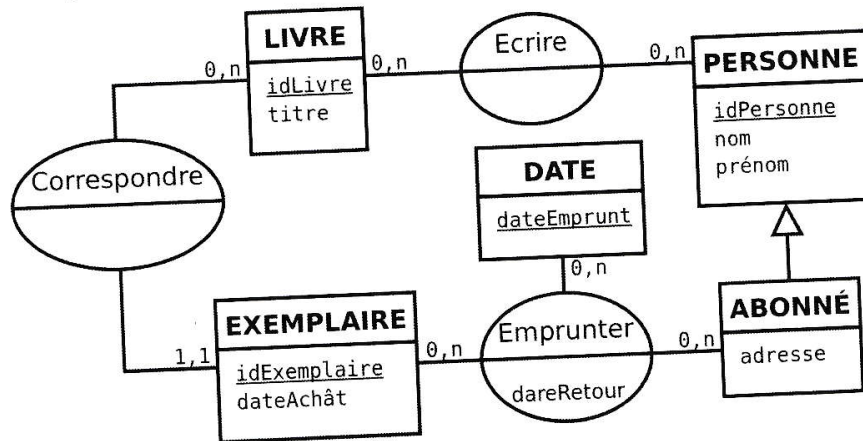 LIVRE
idLivre
titre
0,n
0,n
Ecrire
0,n
PERSONNE
idPersonne
nom
prénom
Correspondre
DATE
dateEmprunt
0,n
EXEMPLAIRE
idExemplaire
dateAchât
1,1
0,n
Emprunter
dareRetour
0,n
ABONNÉ
adresse